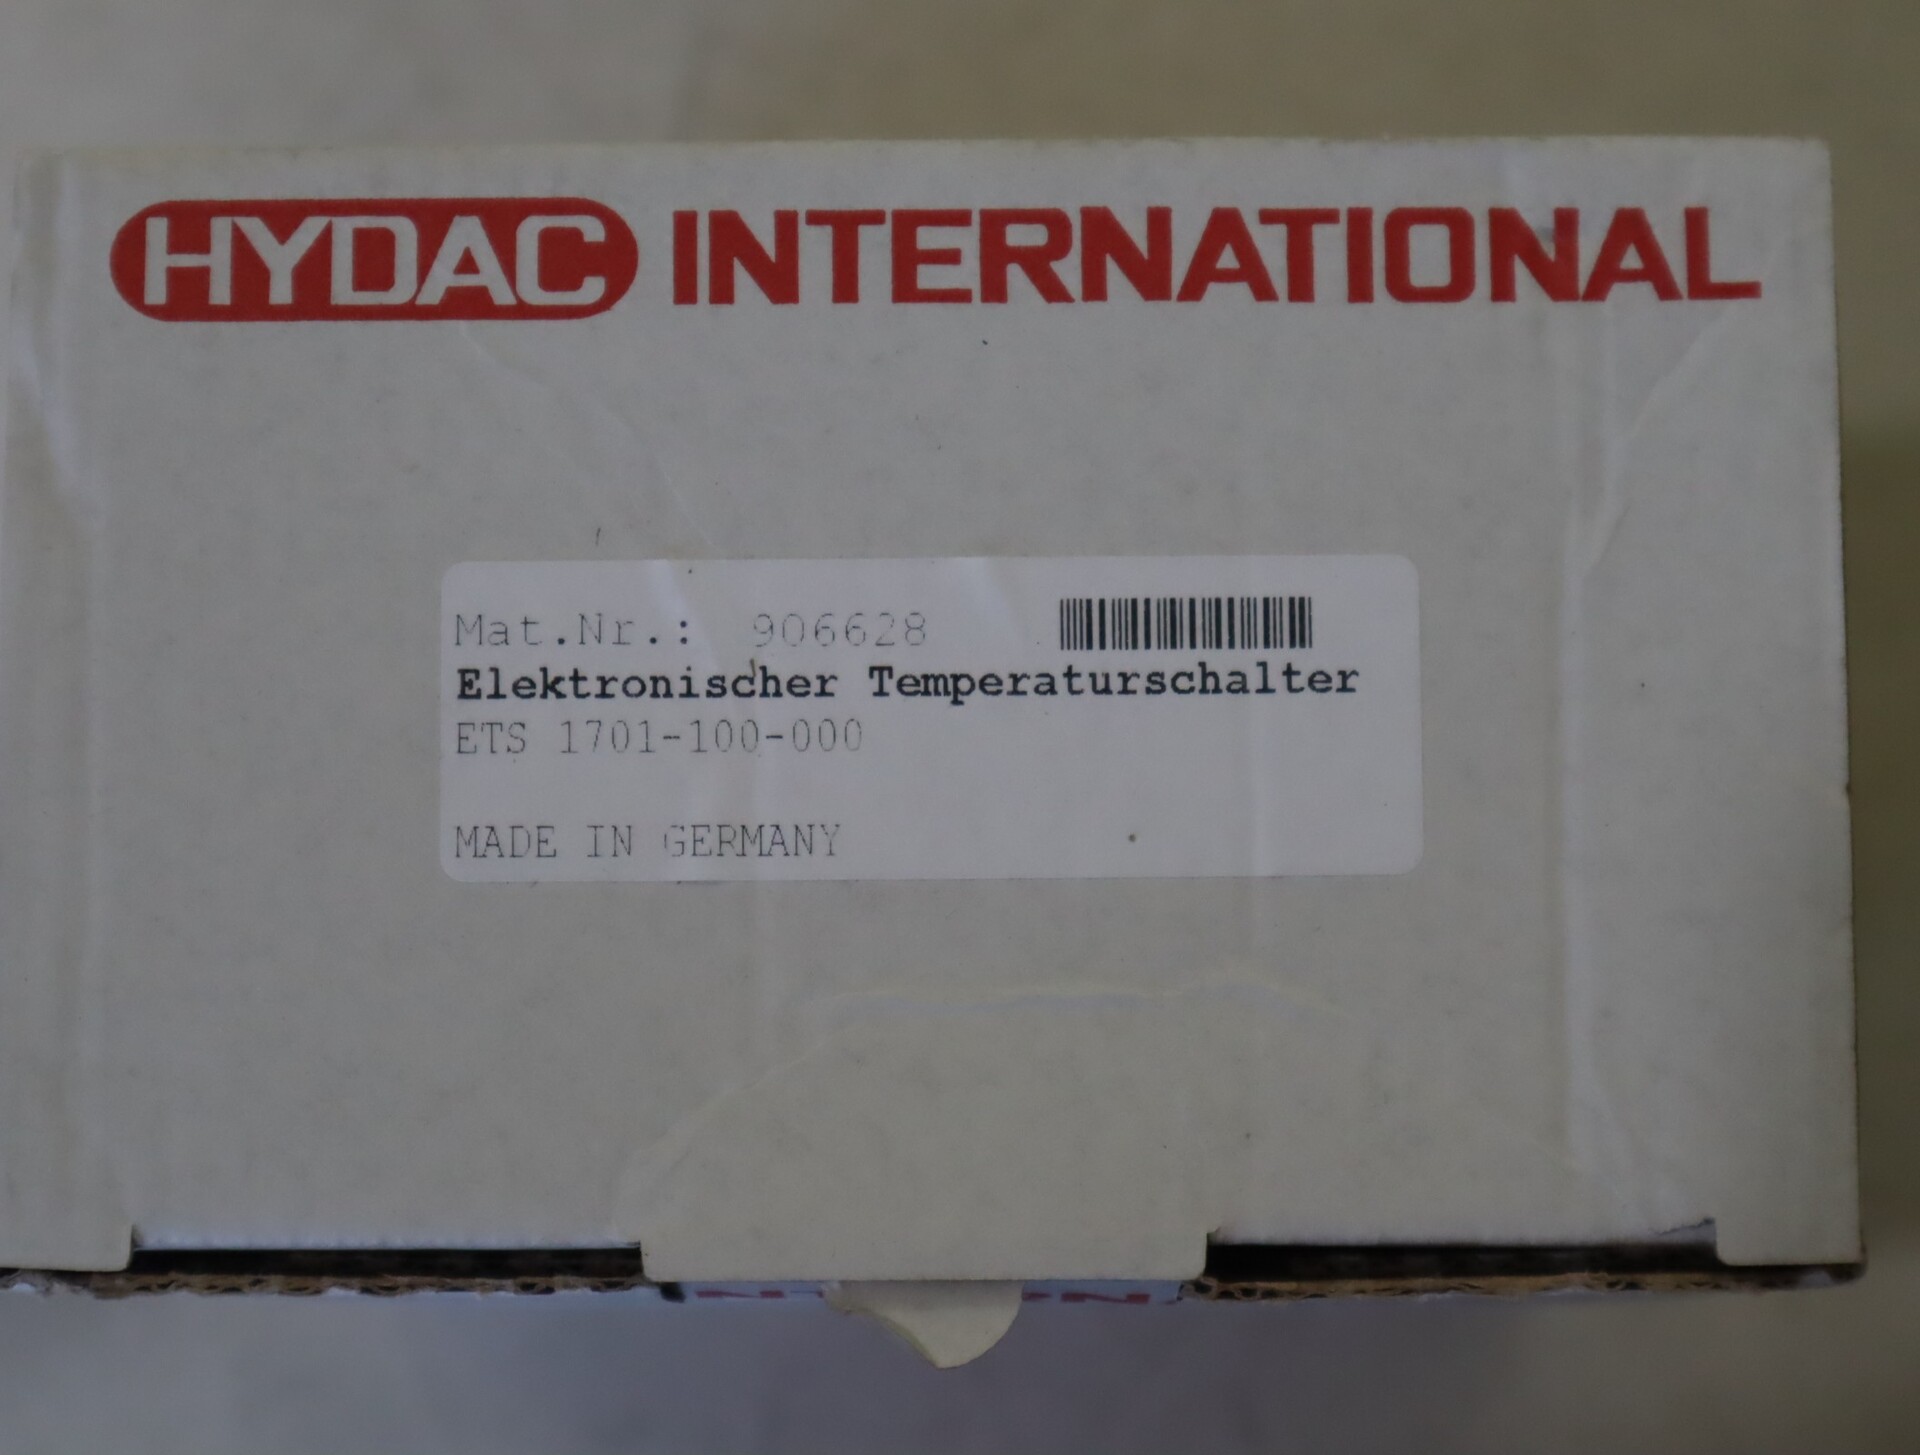 HYDAC INTERNATIONAL
Mat.Nr.: 906628
Elektronischer Temperaturschalter
ETS 1701-100-000
MADE IN GERMANY